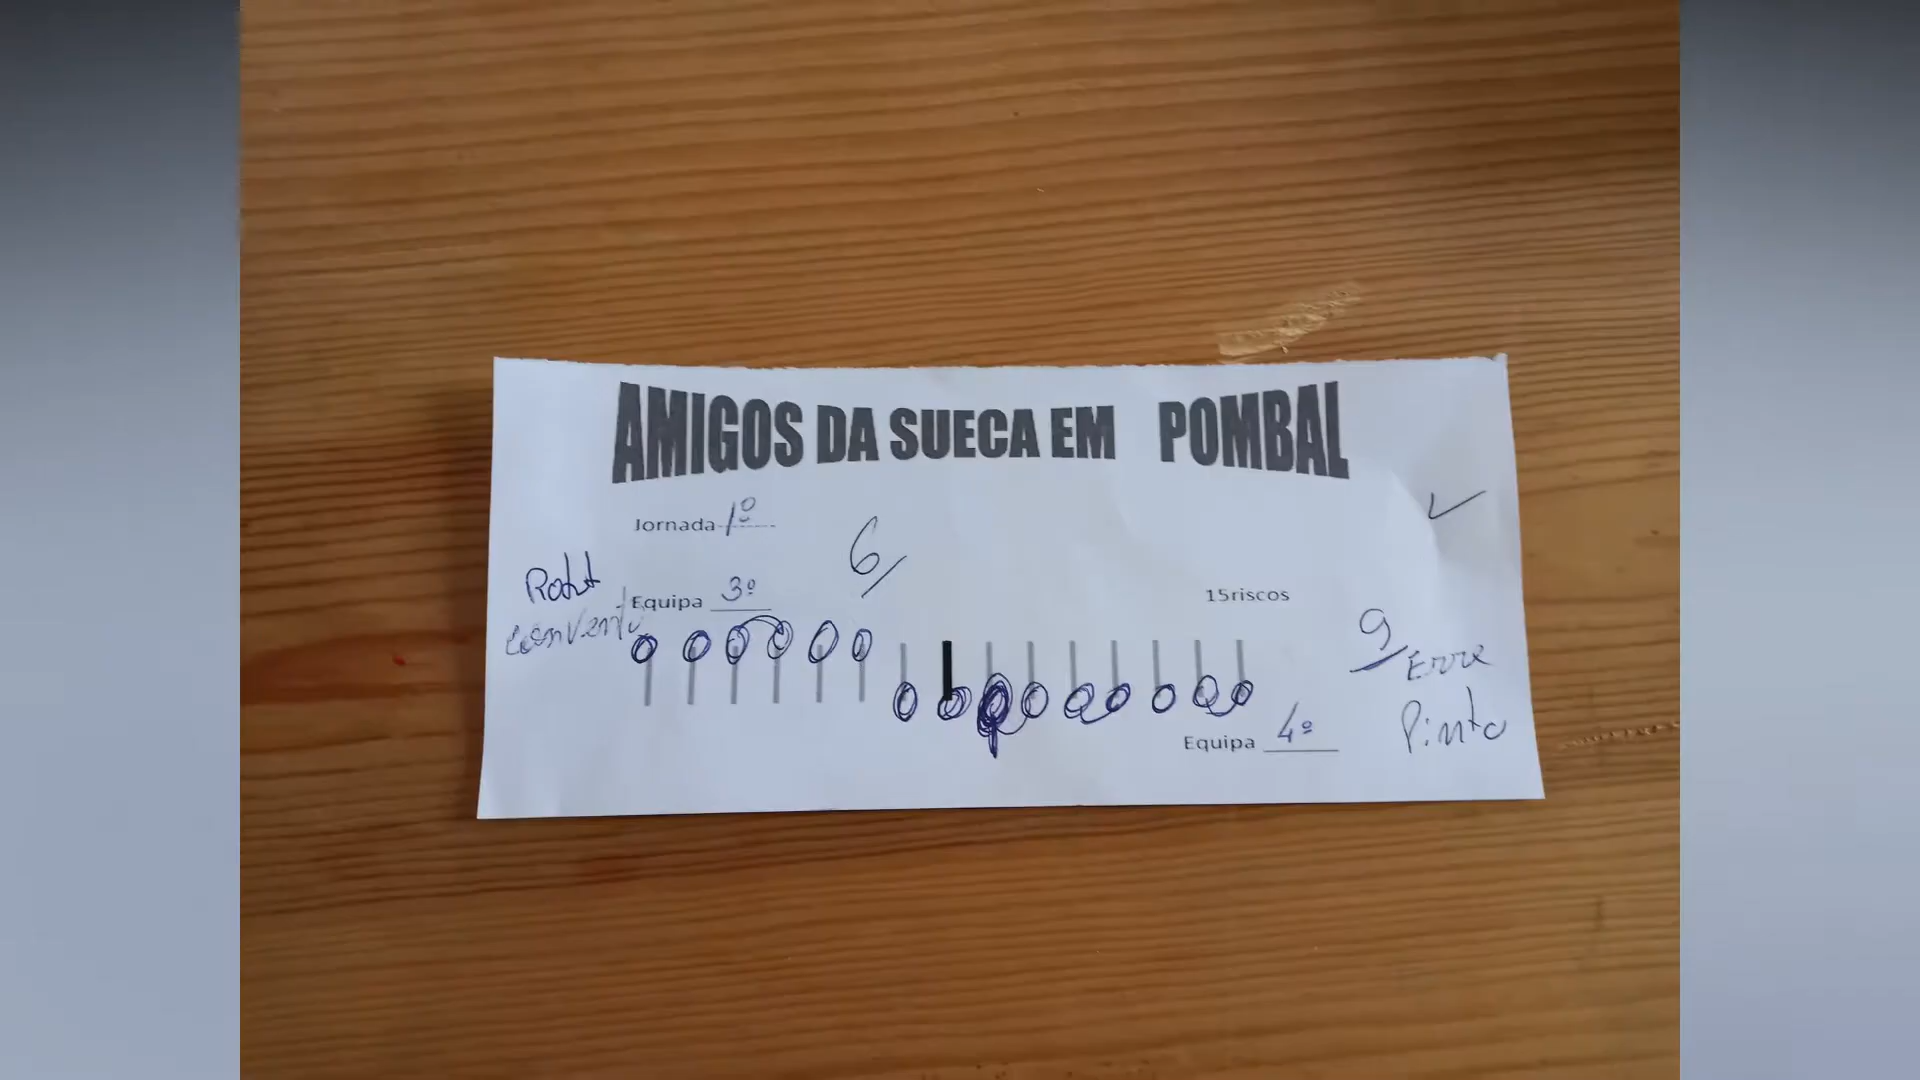 AMIGOS DA SUECA EM POMBAL
Jornada 1º
6
Equipa 3º
15riscos
9
Pinto
Equipa 4º